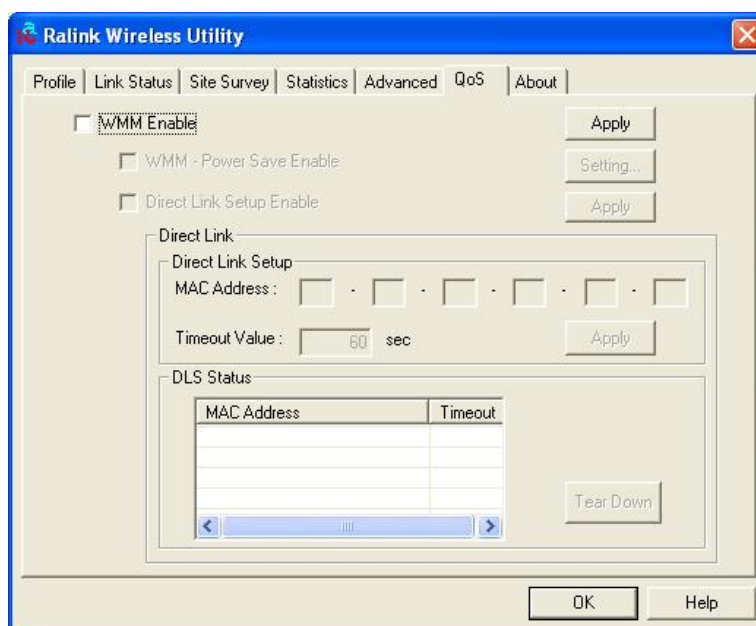 Ralink Wireless Utility
Profile Link Status Site Survey Statistics Advanced QoS About
WMM Enable Apply
WMM - Power Save Enable Setting...
Direct Link Setup Enable Apply
Direct Link
Direct Link Setup
MAC Address : - - - - -
Timeout Value : 60 sec Apply
DLS Status
MAC Address Timeout
Tear Down
OK Help